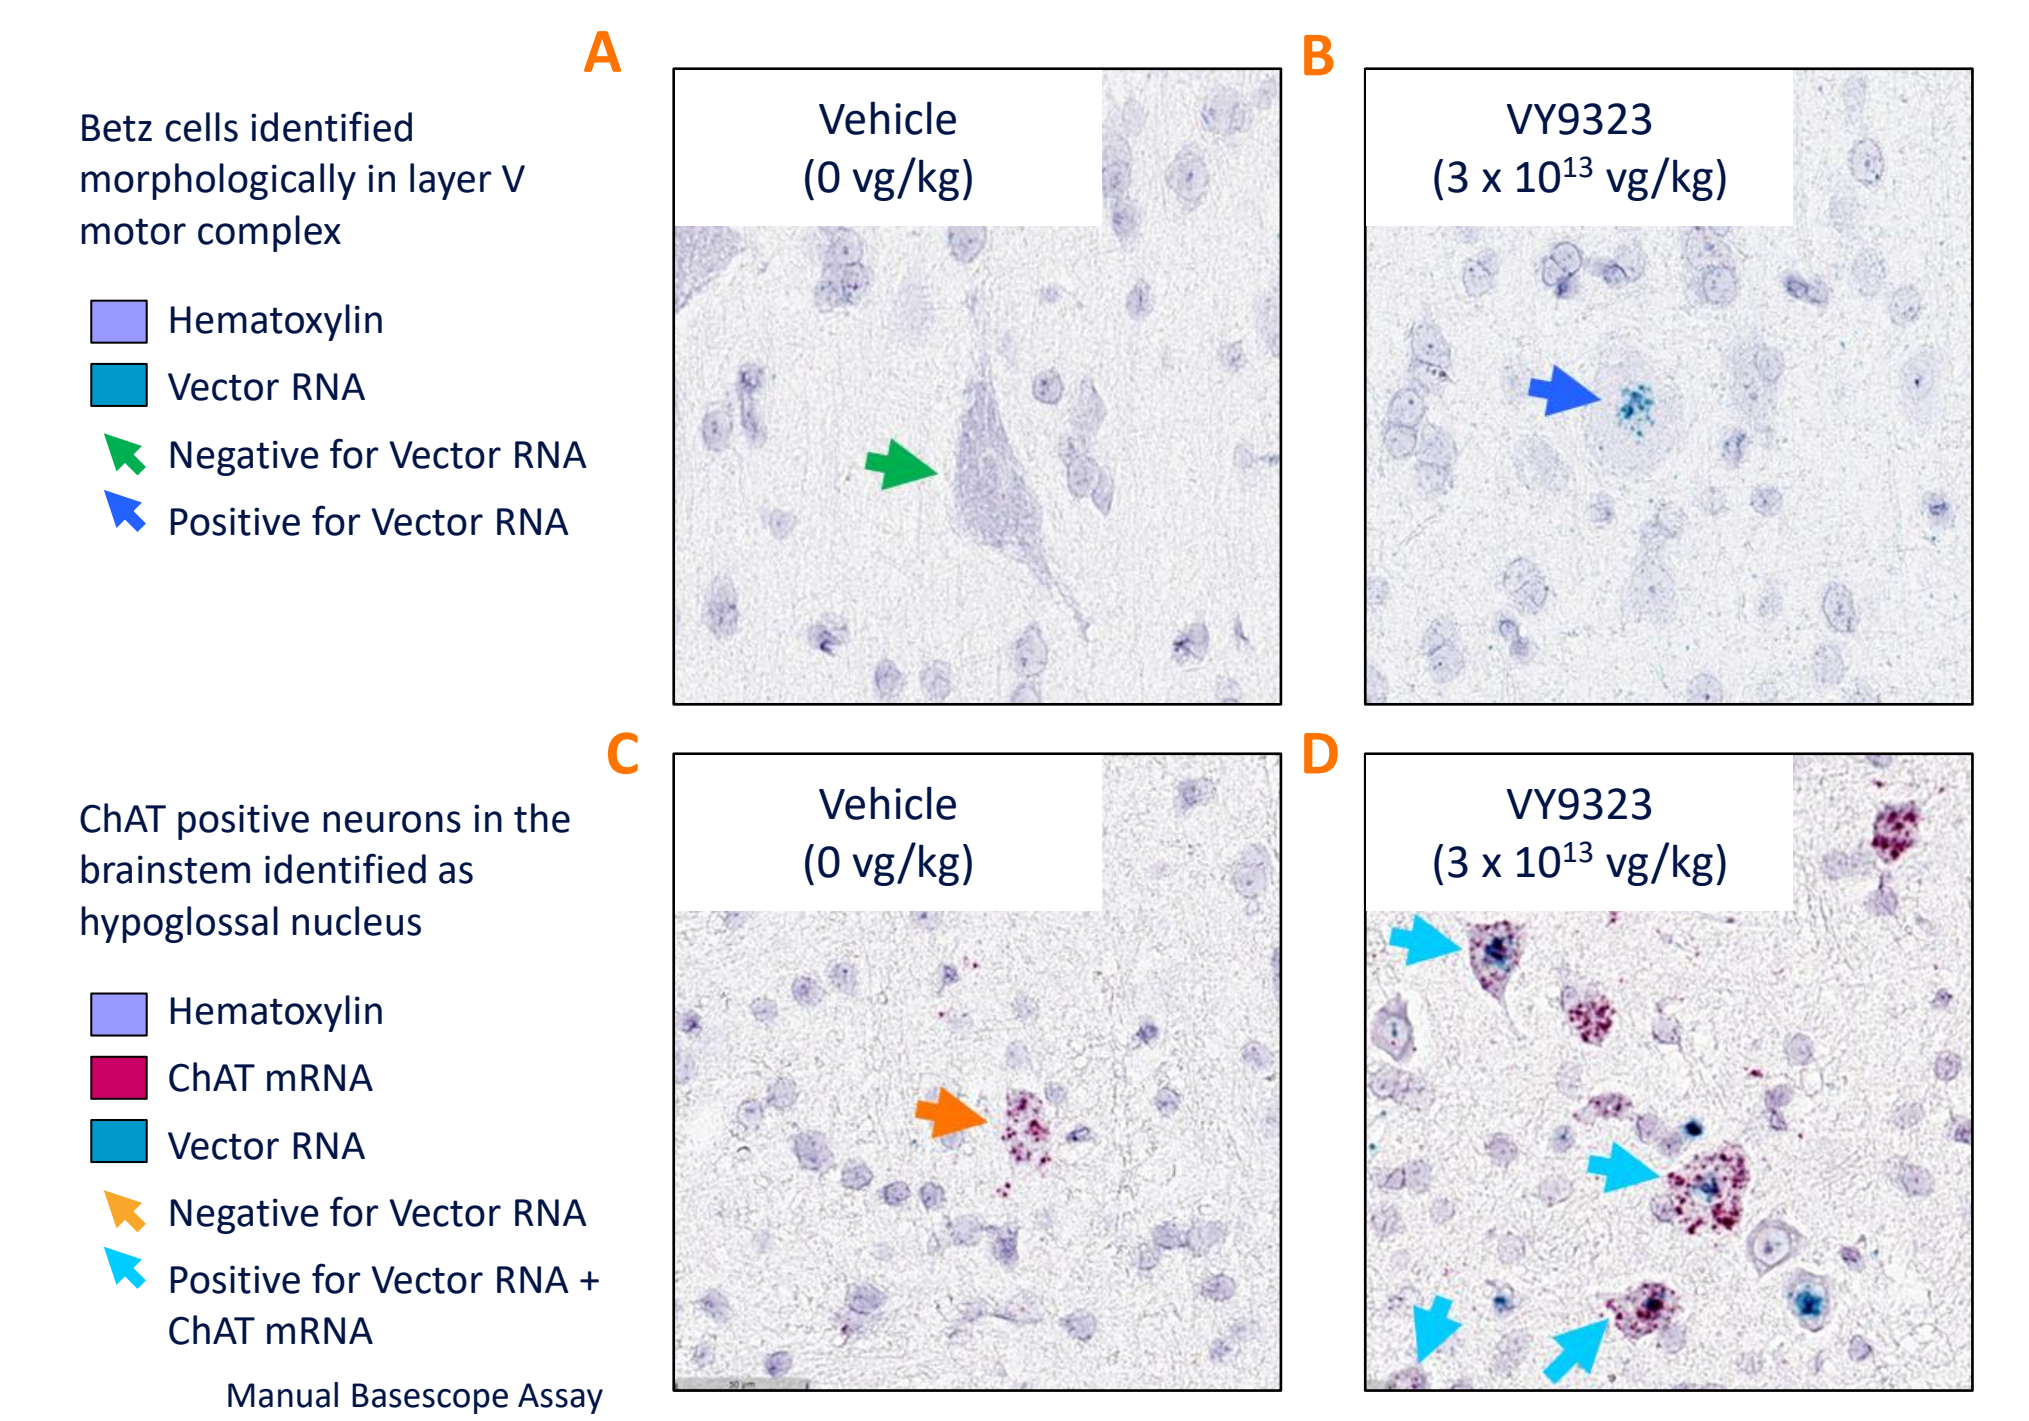 A
B
Betz cells identified
morphologically in layer V
motor complex
Hematoxylin
Vector RNA
Negative for Vector RNA
Positive for Vector RNA
Vehicle
(0 vg/kg)
VY9323
(3 x 10¹³ vg/kg)
C
D
ChAT positive neurons in the
brainstem identified as
hypoglossal nucleus
Hematoxylin
ChAT mRNA
Vector RNA
Negative for Vector RNA
Positive for Vector RNA +
ChAT mRNA
Manual Basescope Assay
Vehicle
(0 vg/kg)
50 µm
VY9323
(3 x 10¹³ vg/kg)